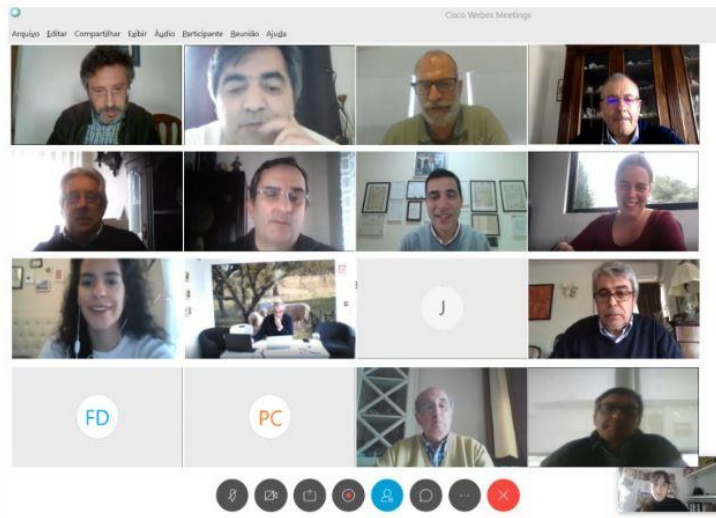 Cisco Webex Meetings
Arquivo Editar Compartilhar Exibir Áudio Participante Reunião Ajuda
J
FD
PC